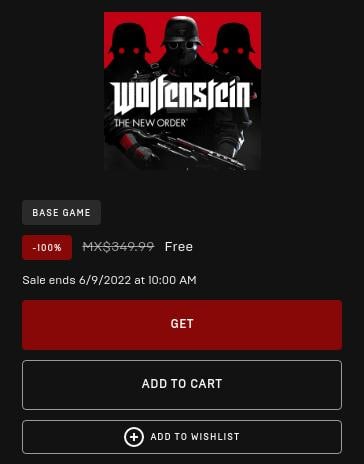 Wolfenstein
THE NEW ORDER
BASE GAME
-100% MX$349.99 Free
Sale ends 6/9/2022 at 10:00 AM
GET
ADD TO CART
ADD TO WISHLIST